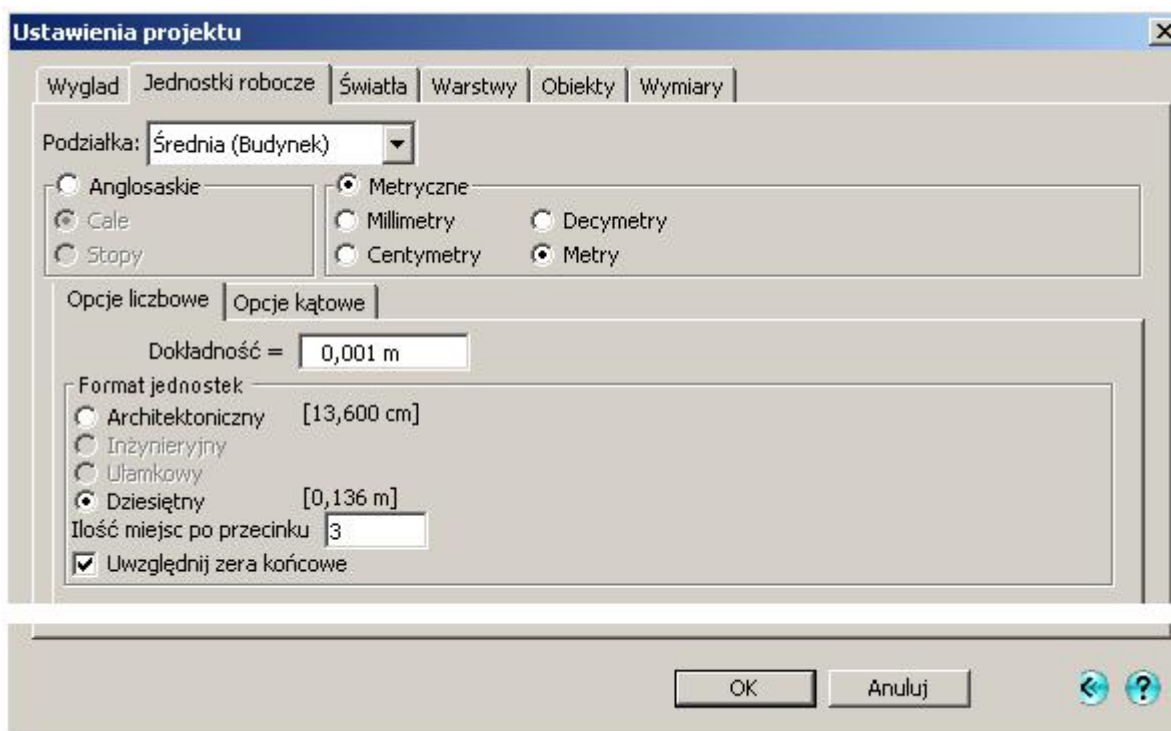 Ustawienia projektu
Wyglad Jednostki robocze Światła Warstwy Obiekty Wymiary
Podziałka: Średnia (Budynek)
Anglosaskie Metryczne
Cale Millimetry Decymetry
Stopy Centymetry Metry
Opcje liczbowe Opcje kątowe
Dokładność = 0,001 m
Format jednostek
Architektoniczny [13,600 cm]
Inżynieryjny
Ułamkowy
Dziesiętny [0,136 m]
Ilość miejsc po przecinku 3
Uwzględnij zera końcowe
OK Anuluj